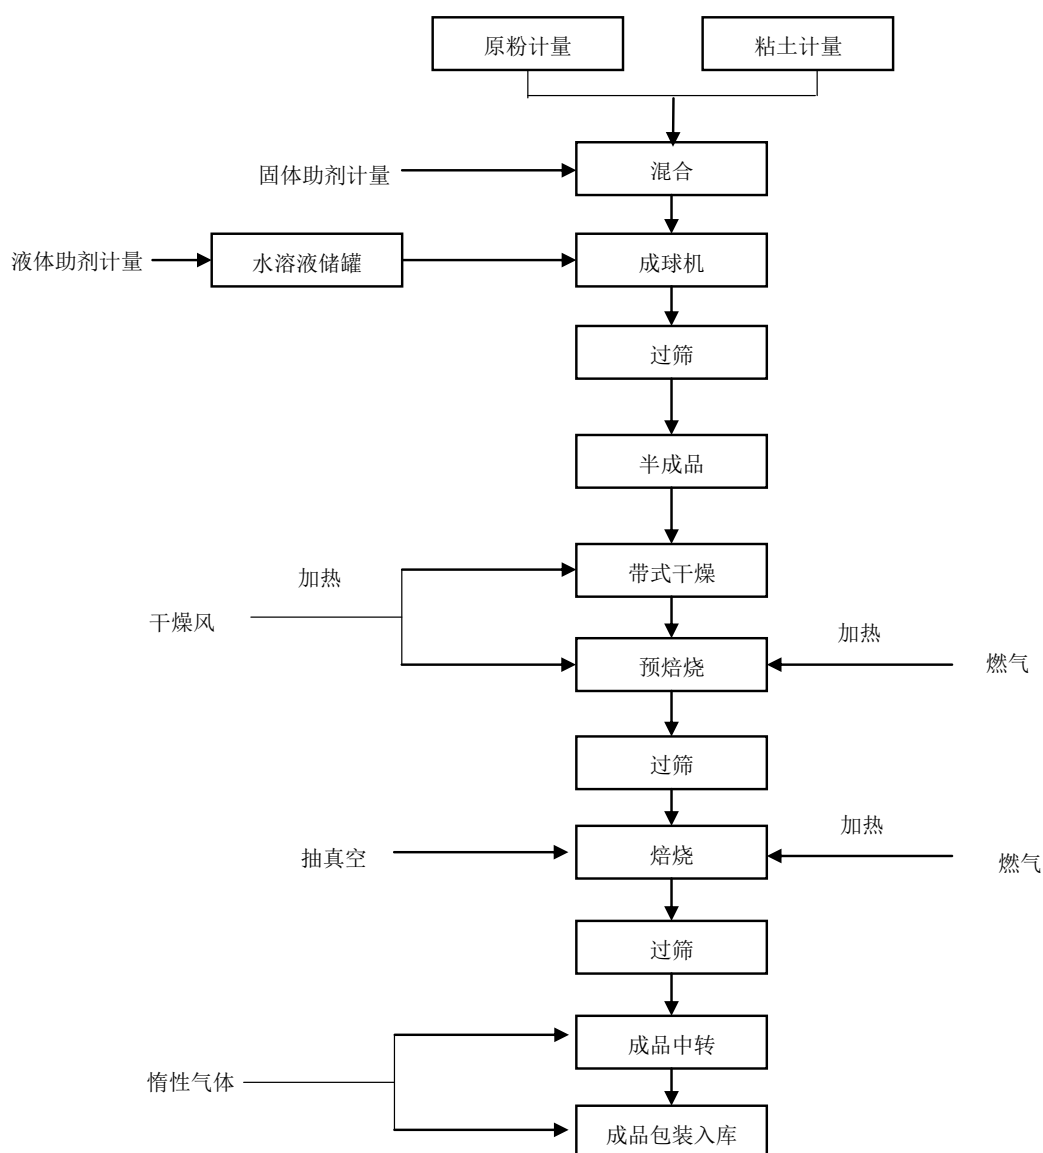 原粉计量
粘土计量
固体助剂计量
混合
液体助剂计量
水溶液储罐
成球机
过筛
半成品
加热
带式干燥
干燥风
加热
预焙烧
燃气
过筛
加热
抽真空
焙烧
燃气
过筛
成品中转
惰性气体
成品包装入库